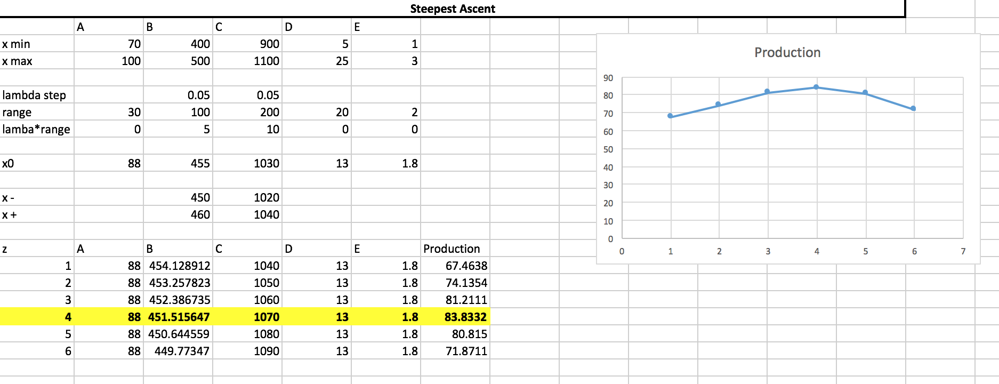 Steepest Ascent
A B C D E
x min 70 400 900 5 1
x max 100 500 1100 25 3
lambda step 0.05 0.05
range 30 100 200 20 2
lamba*range 0 5 10 0 0
x0 88 455 1030 13 1.8
x - 450 1020
x + 460 1040
z A B C D E Production
1 88 454.128912 1040 13 1.8 67.4638
2 88 453.257823 1050 13 1.8 74.1354
3 88 452.386735 1060 13 1.8 81.2111
4 88 451.515647 1070 13 1.8 83.8332
5 88 450.644559 1080 13 1.8 80.815
6 88 449.77347 1090 13 1.8 71.8711
Production
90
80
70
60
50
40
30
20
10
0
0 1 2 3 4 5 6 7